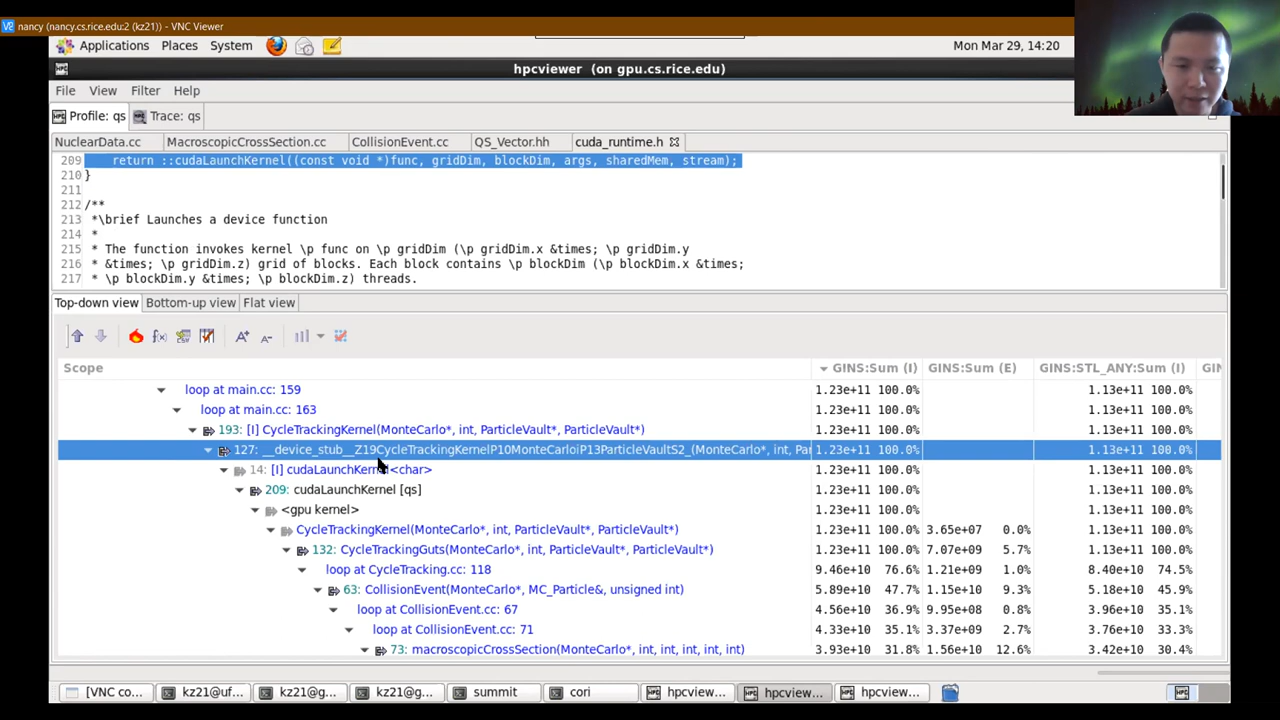 nancy (nancy.cs.rice.edu:2 (kz21)) - VNC Viewer
Applications Places System
Mon Mar 29, 14:20
hpcviewer (on gpu.cs.rice.edu)
File View Filter Help
Profile: qs Trace: qs
NuclearData.cc MacroscopicCrossSection.cc CollisionEvent.cc QS_Vector.hh cuda_runtime.h
209 return ::cudaLaunchKernel((const void *)func, gridDim, blockDim, args, sharedMem, stream);
210 }
211
212 /**
213 *\brief Launches a device function
214 *
215 * The function invokes kernel \p func on \p gridDim (\p gridDim.x &times; \p gridDim.y
216 * &times; \p gridDim.z) grid of blocks. Each block contains \p blockDim (\p blockDim.x &times;
217 * \p blockDim.y &times; \p blockDim.z) threads.
Top-down view Bottom-up view Flat view
Scope GINS:Sum (I) GINS:Sum (E) GINS:STL_ANY:Sum (I)
loop at main.cc: 159 1.23e+11 100.0% 1.13e+11 100.0%
loop at main.cc: 163 1.23e+11 100.0% 1.13e+11 100.0%
193: [I] CycleTrackingKernel(MonteCarlo*, int, ParticleVault*, ParticleVault*) 1.23e+11 100.0% 1.13e+11 100.0%
127: __device_stub__Z19CycleTrackingKernelP10MonteCarloiP13ParticleVaultS2_(MonteCarlo*, int, Par 1.23e+11 100.0% 1.13e+11 100.0%
14: [I] cudaLaunchKernel<char> 1.23e+11 100.0% 1.13e+11 100.0%
209: cudaLaunchKernel [qs] 1.23e+11 100.0% 1.13e+11 100.0%
<gpu kernel> 1.23e+11 100.0% 1.13e+11 100.0%
CycleTrackingKernel(MonteCarlo*, int, ParticleVault*, ParticleVault*) 1.23e+11 100.0% 3.65e+07 0.0% 1.13e+11 100.0%
132: CycleTrackingGuts(MonteCarlo*, int, ParticleVault*, ParticleVault*) 1.23e+11 100.0% 7.07e+09 5.7% 1.13e+11 100.0%
loop at CycleTracking.cc: 118 9.46e+10 76.6% 1.21e+09 1.0% 8.40e+10 74.5%
63: CollisionEvent(MonteCarlo*, MC_Particle&, unsigned int) 5.89e+10 47.7% 1.15e+10 9.3% 5.18e+10 45.9%
loop at CollisionEvent.cc: 67 4.56e+10 36.9% 9.95e+08 0.8% 3.96e+10 35.1%
loop at CollisionEvent.cc: 71 4.33e+10 35.1% 3.37e+09 2.7% 3.76e+10 33.3%
73: macroscopicCrossSection(MonteCarlo*, int, int, int, int, int) 3.93e+10 31.8% 1.56e+10 12.6% 3.42e+10 30.4%
[VNC co... kz21@uf... kz21@g... kz21@g... summit cori hpcview... hpcview... hpcview...